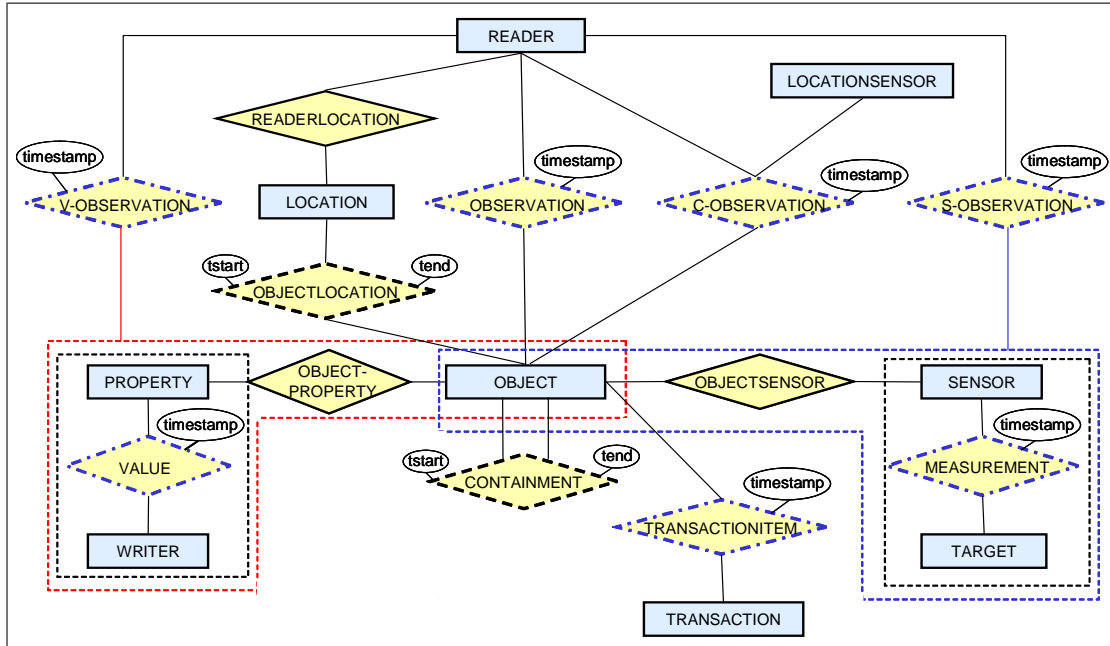 READER
LOCATIONSENSOR
READERLOCATION
timestamp
timestamp
timestamp
timestamp
V-OBSERVATION
LOCATION
OBSERVATION
C-OBSERVATION
S-OBSERVATION
tstart
tend
OBJECTLOCATION
PROPERTY
OBJECT-
PROPERTY
OBJECT
OBJECTSENSOR
SENSOR
timestamp
timestamp
VALUE
tstart
tend
CONTAINMENT
MEASUREMENT
timestamp
TRANSACTIONITEM
WRITER
TARGET
TRANSACTION